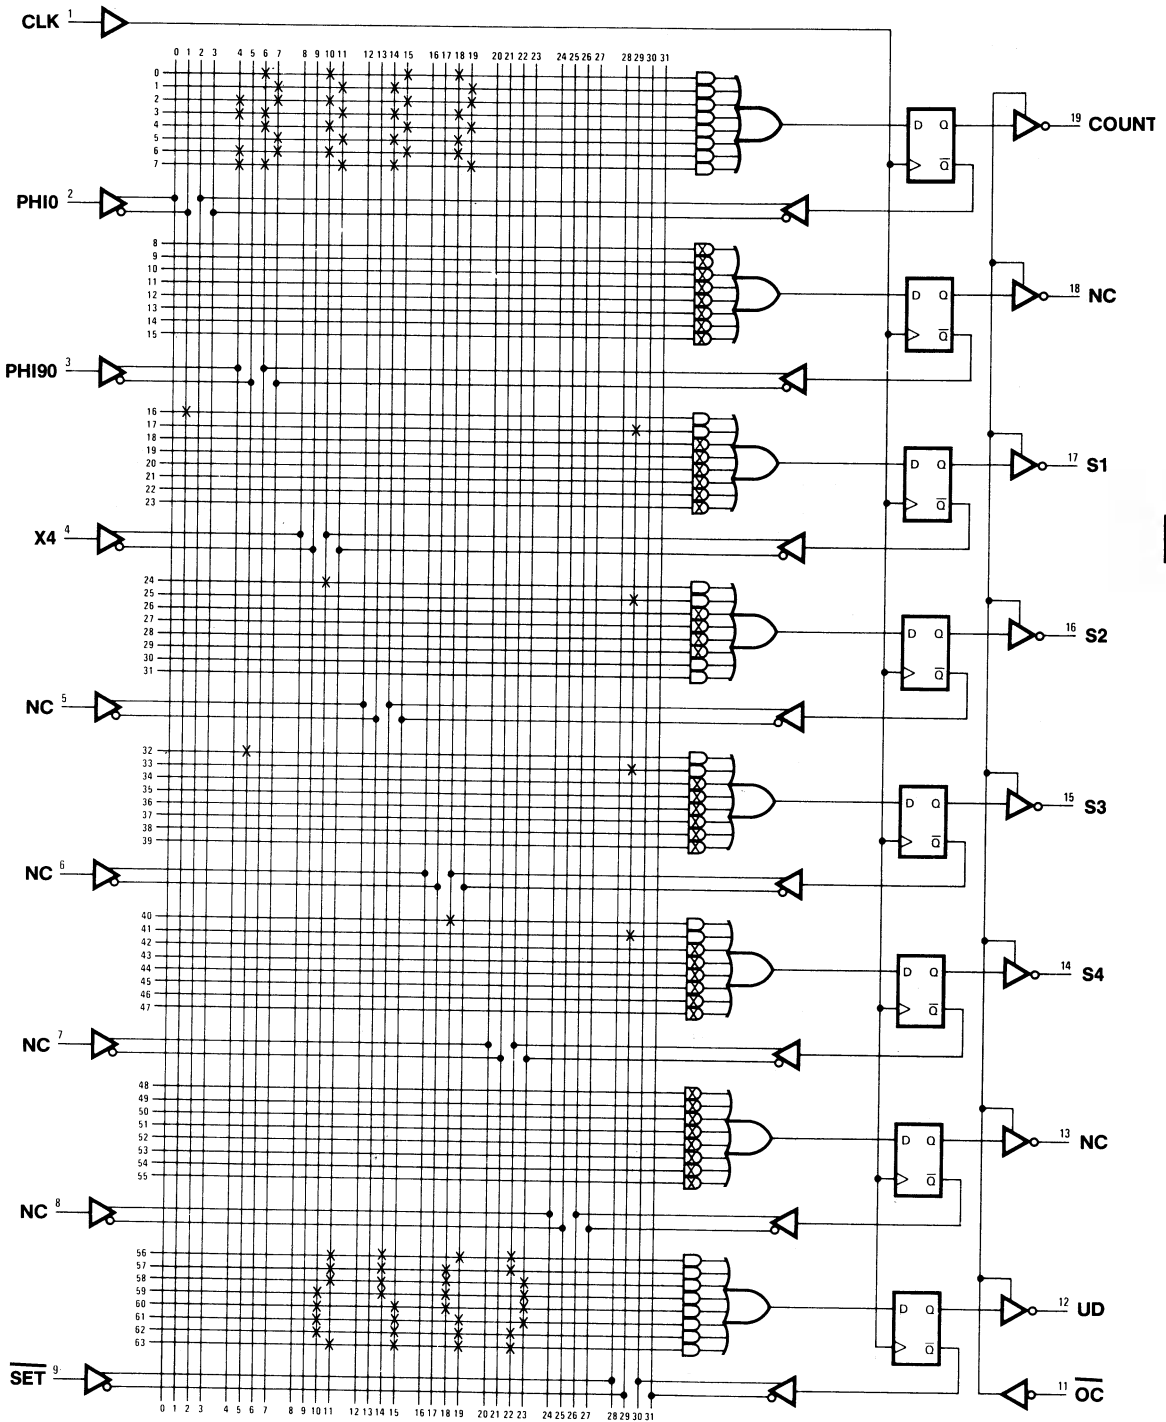 CLK 1
0 1 2 3 4 5 6 7 8 9 10 11 12 13 14 15 16 17 18 19 20 21 22 23 24 25 26 27 28 29 30 31
0
1
2
3
4
5
6
7
D Q
Q
19 COUNT
PHI0 2
8
9
10
11
12
13
14
15
D Q
Q
18 NC
PHI90 3
16
17
18
19
20
21
22
23
D Q
Q
17 S1
X4 4
24
25
26
27
28
29
30
31
D Q
Q
16 S2
NC 5
32
33
34
35
36
37
38
39
D Q
Q
15 S3
NC 6
40
41
42
43
44
45
46
47
D Q
Q
14 S4
NC 7
48
49
50
51
52
53
54
55
D Q
Q
13 NC
NC 8
56
57
58
59
60
61
62
63
D Q
Q
12 UD
SET 9
11 OC
0 1 2 3 4 5 6 7 8 9 10 11 12 13 14 15 16 17 18 19 20 21 22 23 24 25 26 27 28 29 30 31